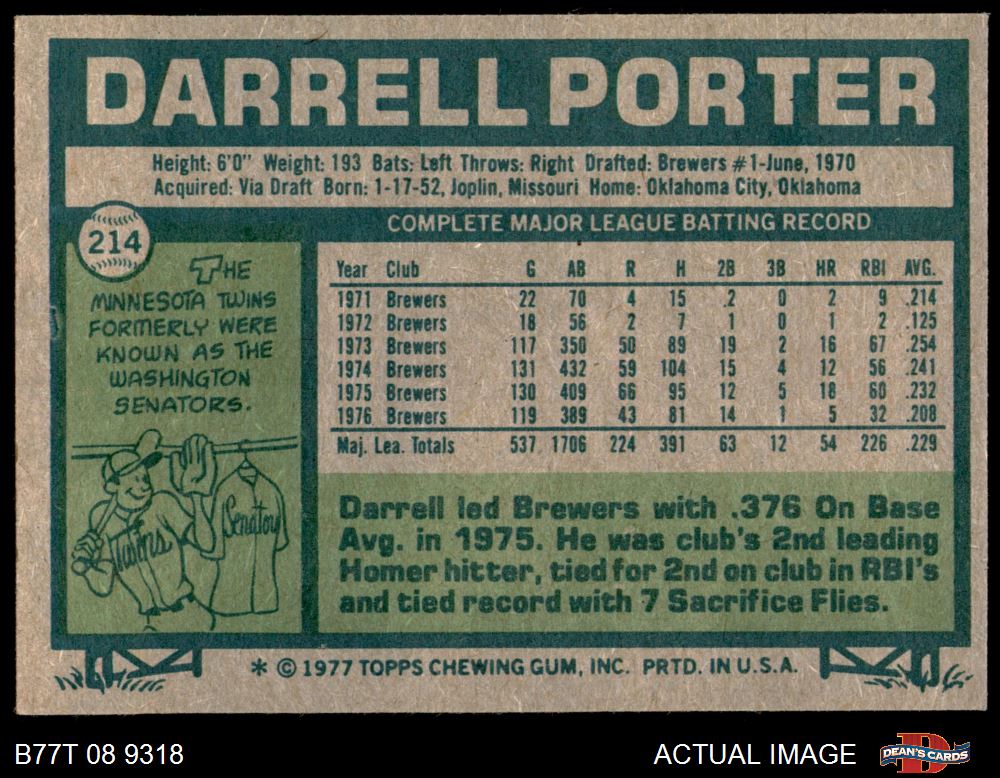 DARRELL PORTER
Height: 6'0" Weight: 193 Bats: Left Throws: Right Drafted: Brewers #1-June, 1970
Acquired: Via Draft Born: 1-17-52, Joplin, Missouri Home: Oklahoma City, Oklahoma
214
THE
MINNESOTA TWINS
FORMERLY WERE
KNOWN AS THE
WASHINGTON
SENATORS.
Twins
Senators
COMPLETE MAJOR LEAGUE BATTING RECORD
Year Club G AB R H 2B 3B HR RBI AVG.
1971 Brewers 22 70 4 15 .2 0 2 9 .214
1972 Brewers 18 56 2 7 1 0 1 2 .125
1973 Brewers 117 350 50 89 19 2 16 67 .254
1974 Brewers 131 432 59 104 15 4 12 56 .241
1975 Brewers 130 409 66 95 12 5 18 60 .232
1976 Brewers 119 389 43 81 14 1 5 32 .208
Maj. Lea. Totals 537 1706 224 391 63 12 54 226 .229
Darrell led Brewers with .376 On Base
Avg. in 1975. He was club's 2nd leading
Homer hitter, tied for 2nd on club in RBI's
and tied record with 7 Sacrifice Flies.
* © 1977 TOPPS CHEWING GUM, INC. PRTD. IN U.S.A.
B77T 08 9318
ACTUAL IMAGE
DEAN'S CARDS